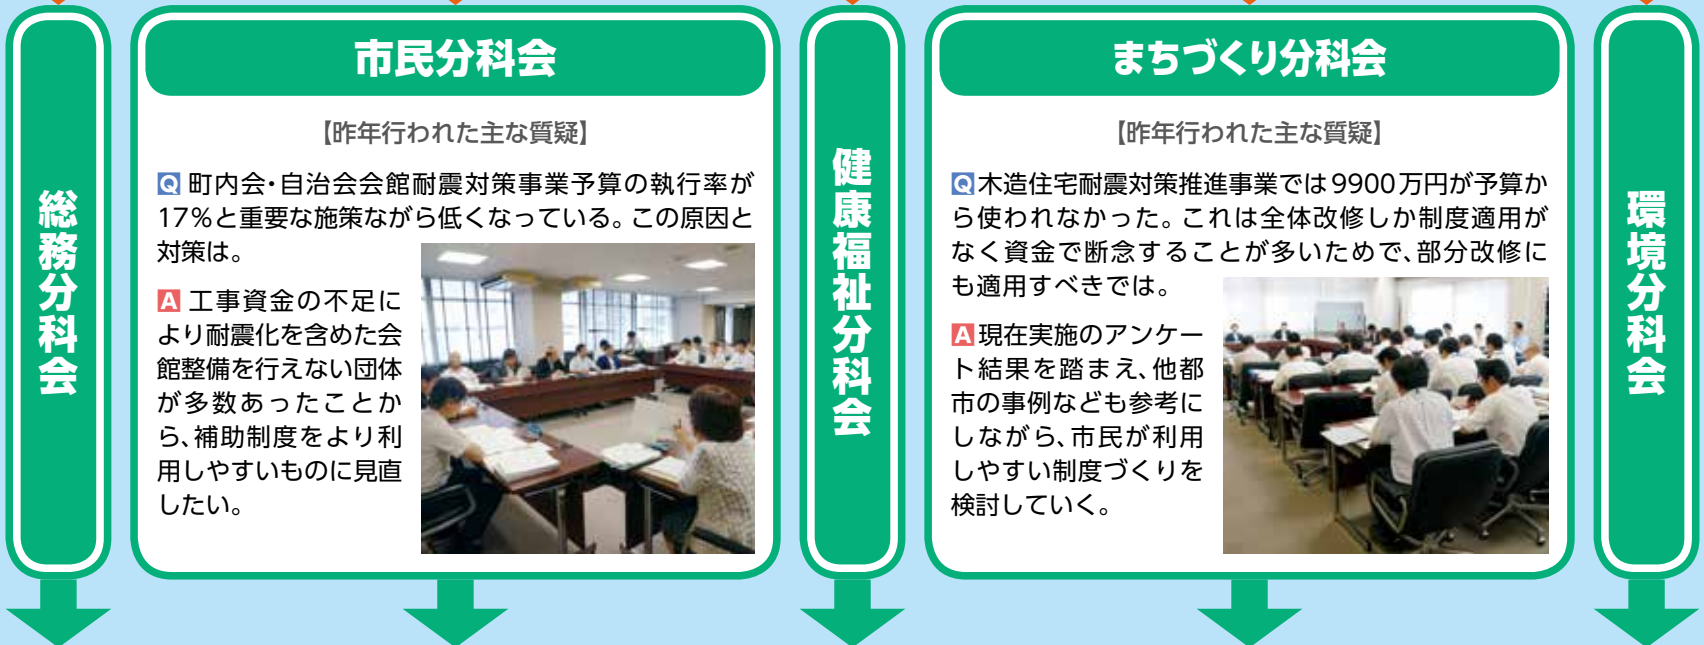 総務分科会
市民分科会
【昨年行われた主な質疑】
Q 町内会・自治会会館耐震対策事業予算の執行率が
17%と重要な施策ながら低くなっている。この原因と
対策は。
A 工事資金の不足に
より耐震化を含めた会
館整備を行えない団体
が多数あったことか
ら、補助制度をより利
用しやすいものに見直
したい。
健康福祉分科会
まちづくり分科会
【昨年行われた主な質疑】
Q 木造住宅耐震対策推進事業では9900万円が予算か
ら使われなかった。これは全体改修しか制度適用が
なく資金で断念することが多いためで、部分改修に
も適用すべきでは。
A 現在実施のアンケー
ト結果を踏まえ、他都
市の事例なども参考に
しながら、市民が利用
しやすい制度づくりを
検討していく。
環境分科会